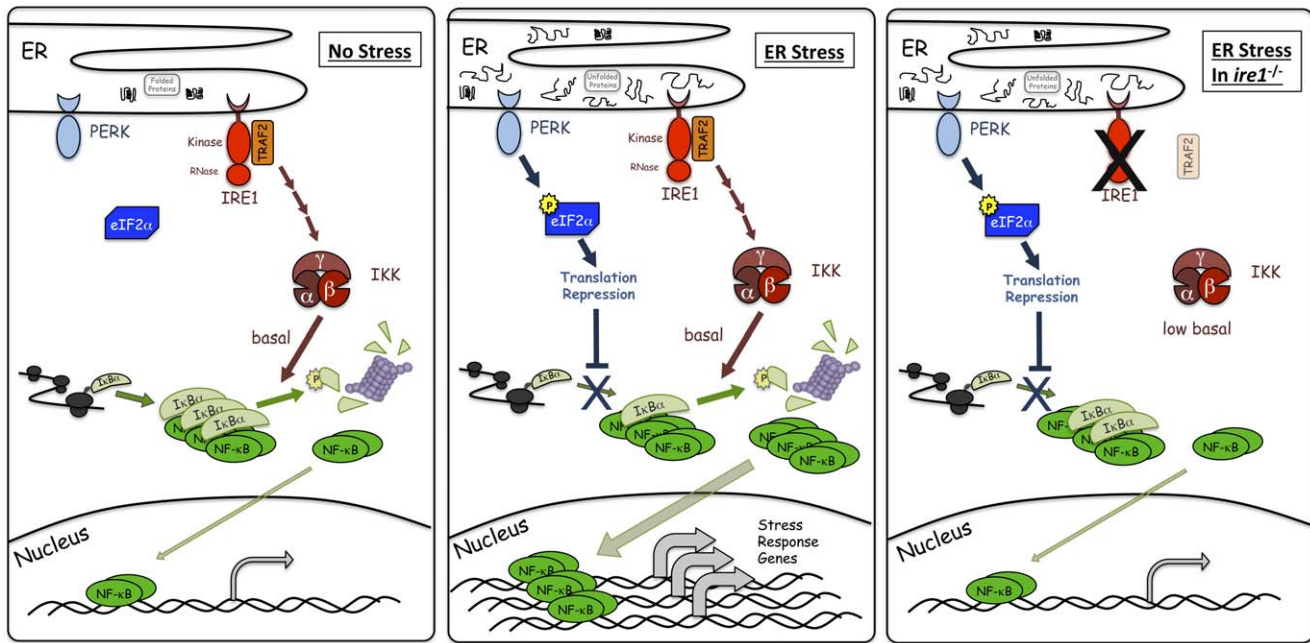 ER
No Stress
Folded
Proteins
PERK
Kinase
TRAF2
RNase
IRE1
eIF2α
γ
α
β
IKK
basal
IκBα
P
IκBα
IκBα
IκBα
NF-κB
NF-κB
Nucleus
NF-κB
ER
ER Stress
Unfolded
Proteins
PERK
Kinase
TRAF2
RNase
IRE1
P
eIF2α
γ
α
β
IKK
Translation
Repression
basal
IκBα
P
IκBα
NF-κB
NF-κB
NF-κB
NF-κB
Nucleus
Stress
Response
Genes
NF-κB
NF-κB
NF-κB
ER
ER Stress
In ire1-/-
Unfolded
Proteins
PERK
TRAF2
IRE1
P
eIF2α
γ
α
β
IKK
Translation
Repression
low basal
IκBα
IκBα
IκBα
NF-κB
NF-κB
Nucleus
NF-κB